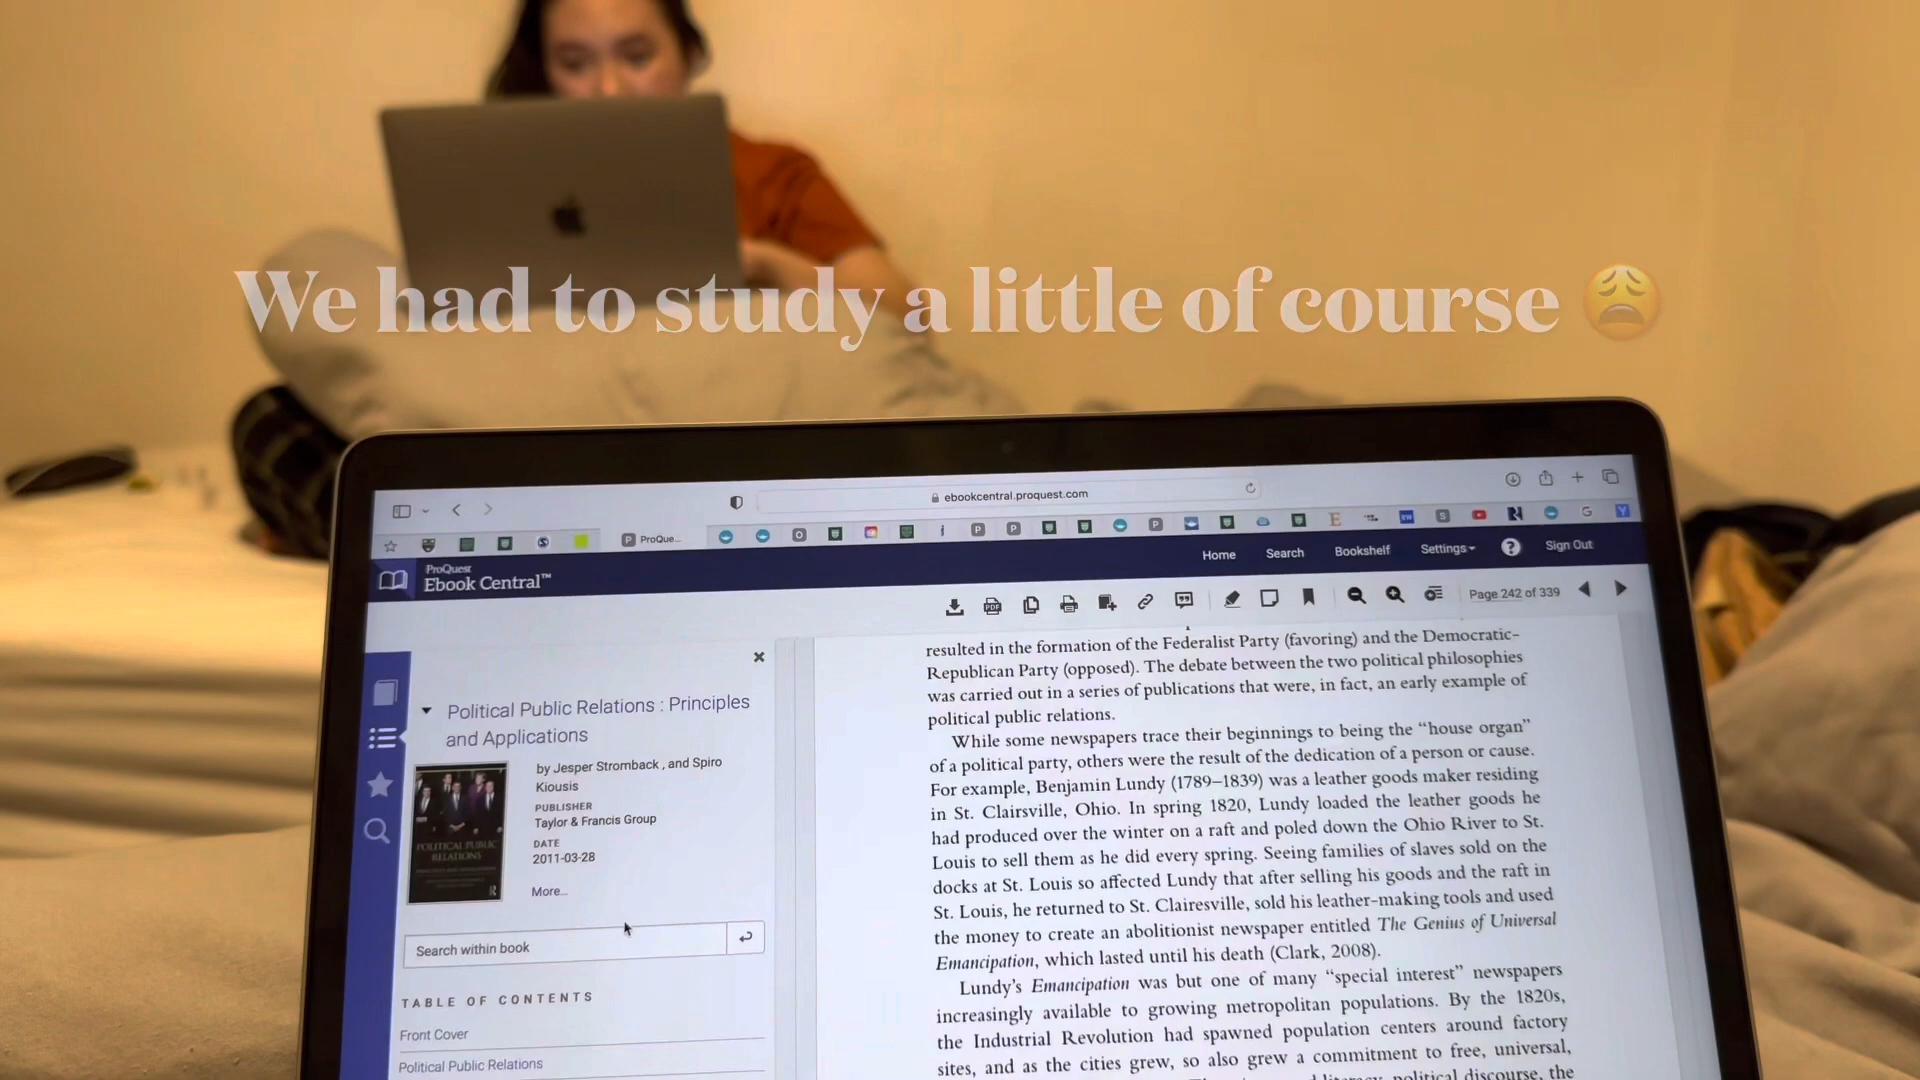 We had to study a little of course 😩
ebookcentral.proquest.com
ProQue...
ProQuest
Ebook Central™
Home Search Bookshelf Settings Sign Out
Page 242 of 339
Political Public Relations : Principles
and Applications
by Jesper Stromback , and Spiro
Kiousis
PUBLISHER
Taylor & Francis Group
DATE
2011-03-28
More...
POLITICAL PUBLIC
RELATIONS
Search within book
TABLE OF CONTENTS
Front Cover
Political Public Relations
resulted in the formation of the Federalist Party (favoring) and the Democratic-
Republican Party (opposed). The debate between the two political philosophies
was carried out in a series of publications that were, in fact, an early example of
political public relations.
While some newspapers trace their beginnings to being the “house organ”
of a political party, others were the result of the dedication of a person or cause.
For example, Benjamin Lundy (1789–1839) was a leather goods maker residing
in St. Clairsville, Ohio. In spring 1820, Lundy loaded the leather goods he
had produced over the winter on a raft and poled down the Ohio River to St.
Louis to sell them as he did every spring. Seeing families of slaves sold on the
docks at St. Louis so affected Lundy that after selling his goods and the raft in
St. Louis, he returned to St. Clairesville, sold his leather-making tools and used
the money to create an abolitionist newspaper entitled The Genius of Universal
Emancipation, which lasted until his death (Clark, 2008).
Lundy’s Emancipation was but one of many “special interest” newspapers
increasingly available to growing metropolitan populations. By the 1820s,
the Industrial Revolution had spawned population centers around factory
sites, and as the cities grew, so also grew a commitment to free, universal,
political discourse, the